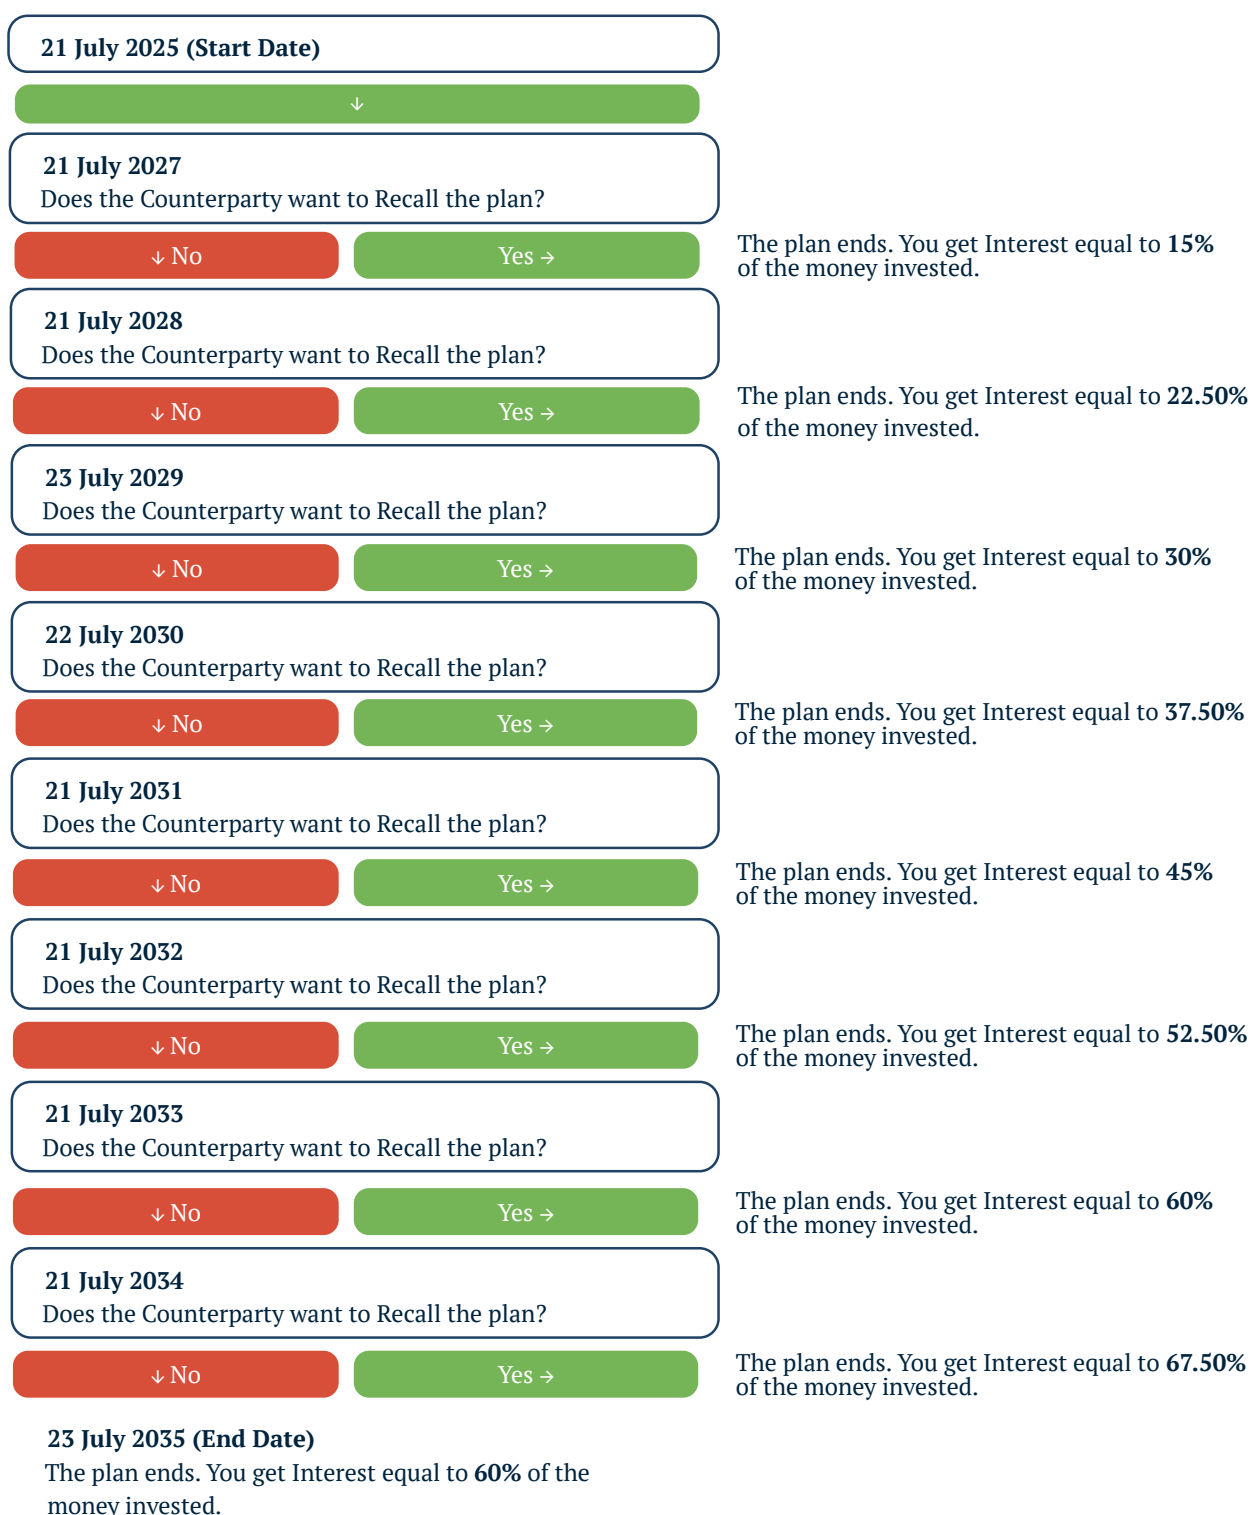 21 July 2025 (Start Date)
↓
21 July 2027
Does the Counterparty want to Recall the plan?
↓ No
Yes →
The plan ends. You get Interest equal to 15%
of the money invested.
21 July 2028
Does the Counterparty want to Recall the plan?
↓ No
Yes →
The plan ends. You get Interest equal to 22.50%
of the money invested.
23 July 2029
Does the Counterparty want to Recall the plan?
↓ No
Yes →
The plan ends. You get Interest equal to 30%
of the money invested.
22 July 2030
Does the Counterparty want to Recall the plan?
↓ No
Yes →
The plan ends. You get Interest equal to 37.50%
of the money invested.
21 July 2031
Does the Counterparty want to Recall the plan?
↓ No
Yes →
The plan ends. You get Interest equal to 45%
of the money invested.
21 July 2032
Does the Counterparty want to Recall the plan?
↓ No
Yes →
The plan ends. You get Interest equal to 52.50%
of the money invested.
21 July 2033
Does the Counterparty want to Recall the plan?
↓ No
Yes →
The plan ends. You get Interest equal to 60%
of the money invested.
21 July 2034
Does the Counterparty want to Recall the plan?
↓ No
Yes →
The plan ends. You get Interest equal to 67.50%
of the money invested.
23 July 2035 (End Date)
The plan ends. You get Interest equal to 60% of the
money invested.